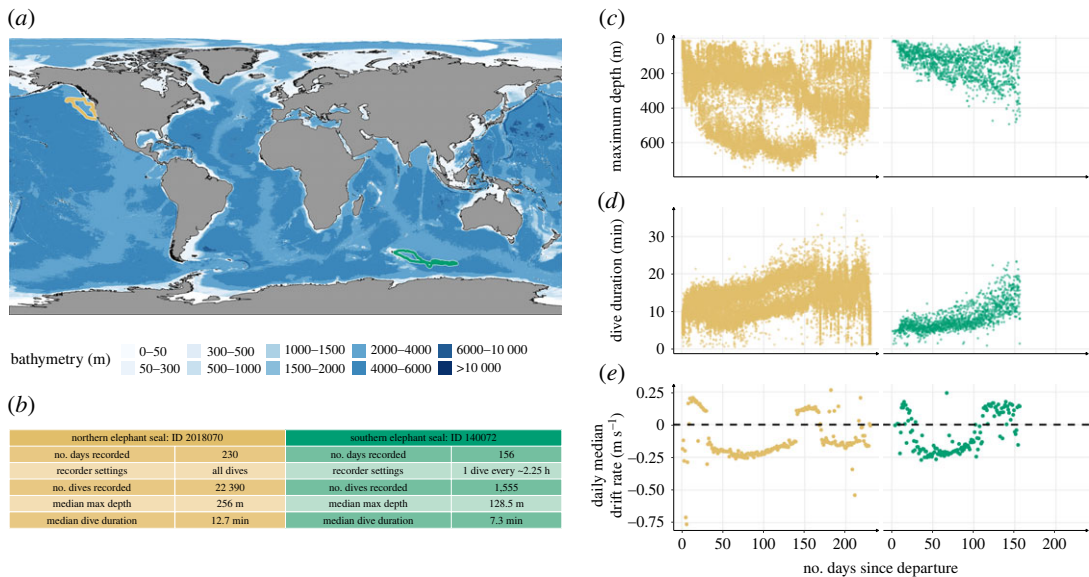 (a)
bathymetry (m)
0–50 300–500 1000–1500 2000–4000 6000–10 000
50–300 500–1000 1500–2000 4000–6000 >10 000
(b)
northern elephant seal: ID 2018070 southern elephant seal: ID 140072
no. days recorded 230 no. days recorded 156
recorder settings all dives recorder settings 1 dive every ~2.25 h
no. dives recorded 22 390 no. dives recorded 1,555
median max depth 256 m median max depth 128.5 m
median dive duration 12.7 min median dive duration 7.3 min
(c)
maximum depth (m)
0
200
400
600
(d)
dive duration (min)
30
20
10
0
(e)
daily median
drift rate (m s⁻¹)
0.25
0
−0.25
−0.50
−0.75
0 50 100 150 200 0 50 100 150 200
no. days since departure